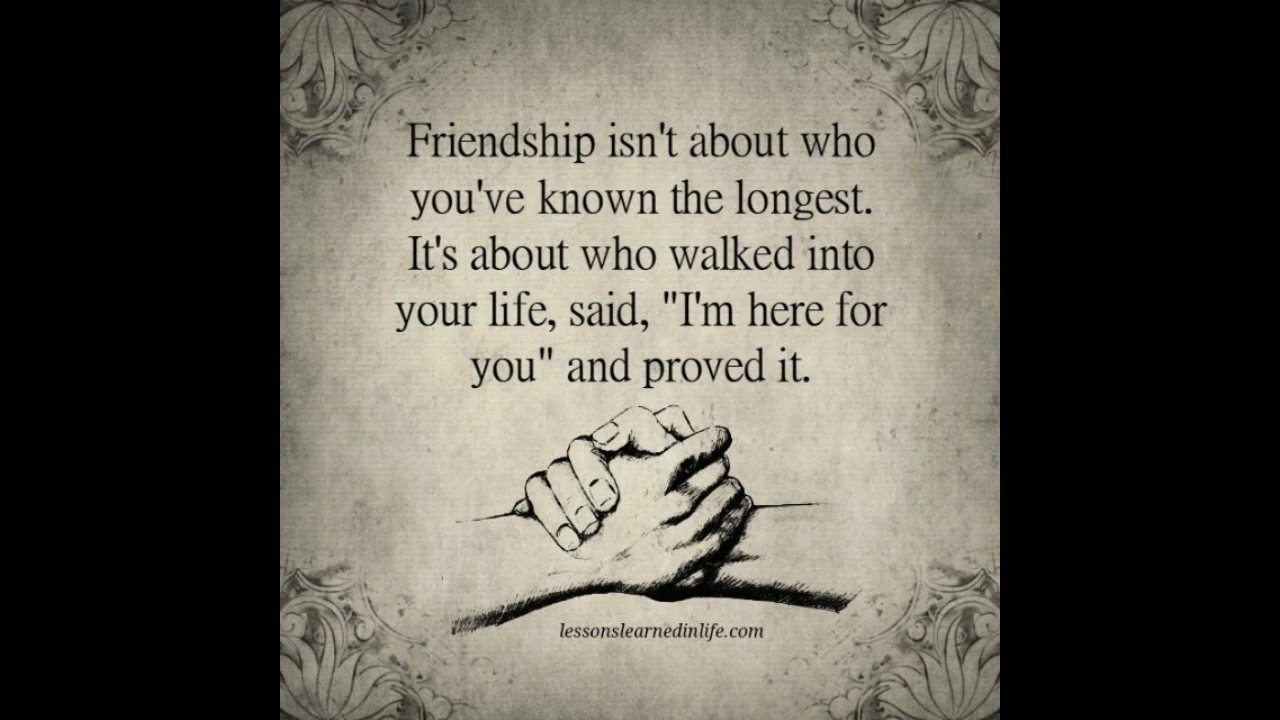 Friendship isn't about who
you've known the longest.
It's about who walked into
your life, said, "I'm here for
you" and proved it.
lessonslearnedinlife.com